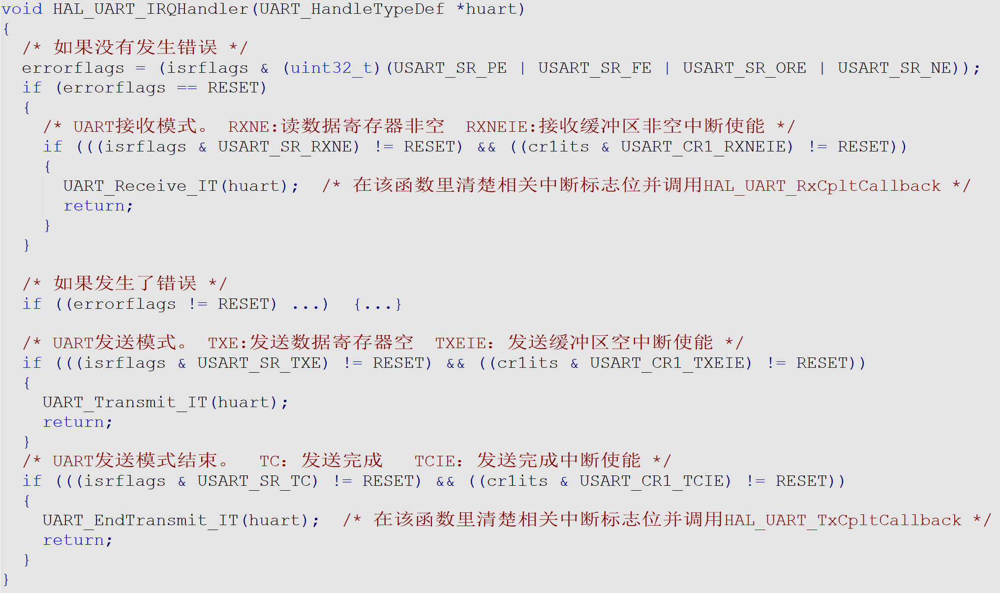 void HAL_UART_IRQHandler(UART_HandleTypeDef *huart)
{
  /* 如果没有发生错误 */
  errorflags = (isrflags & (uint32_t)(USART_SR_PE | USART_SR_FE | USART_SR_ORE | USART_SR_NE));
  if (errorflags == RESET)
  {
    /* UART接收模式。 RXNE:读数据寄存器非空  RXNEIE:接收缓冲区非空中断使能 */
    if (((isrflags & USART_SR_RXNE) != RESET) && ((cr1its & USART_CR1_RXNEIE) != RESET))
    {
      UART_Receive_IT(huart);  /* 在该函数里清楚相关中断标志位并调用HAL_UART_RxCpltCallback */
      return;
    }
  }

  /* 如果发生了错误 */
  if ((errorflags != RESET) ...)  {...}

  /* UART发送模式。 TXE:发送数据寄存器空  TXEIE：发送缓冲区空中断使能 */
  if (((isrflags & USART_SR_TXE) != RESET) && ((cr1its & USART_CR1_TXEIE) != RESET))
  {
    UART_Transmit_IT(huart);
    return;
  }
  /* UART发送模式结束。  TC：发送完成   TCIE：发送完成中断使能 */
  if (((isrflags & USART_SR_TC) != RESET) && ((cr1its & USART_CR1_TCIE) != RESET))
  {
    UART_EndTransmit_IT(huart);  /* 在该函数里清楚相关中断标志位并调用HAL_UART_TxCpltCallback */
    return;
  }
}